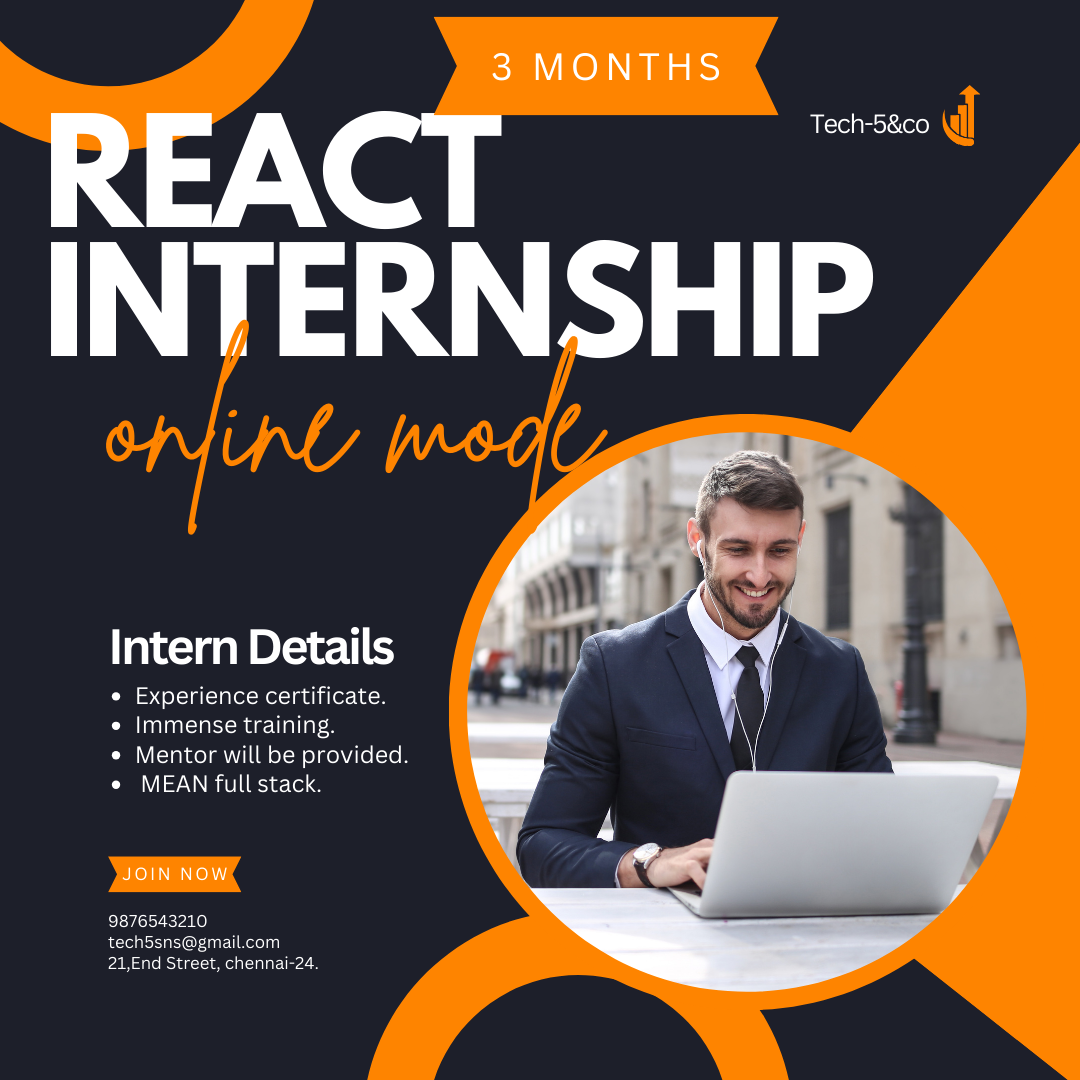 3 MONTHS
Tech-5&co
REACT
INTERNSHIP
online mode
Intern Details
• Experience certificate.
• Immense training.
• Mentor will be provided.
• MEAN full stack.
JOIN NOW
9876543210
tech5sns@gmail.com
21,End Street, chennai-24.